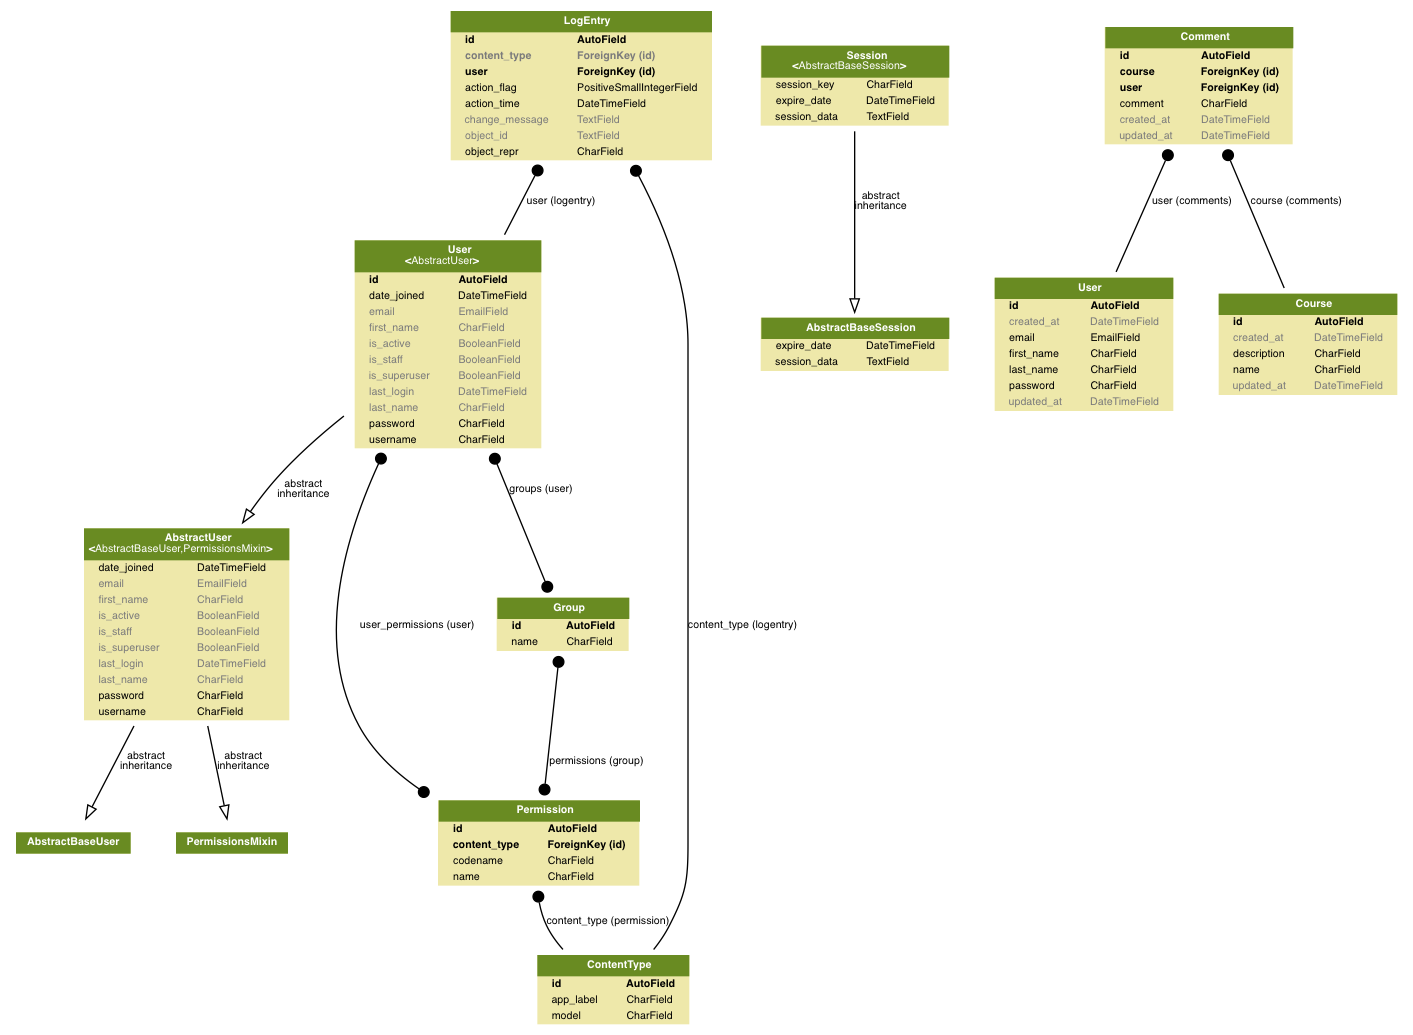 LogEntry
id AutoField
content_type ForeignKey (id)
user ForeignKey (id)
action_flag PositiveSmallIntegerField
action_time DateTimeField
change_message TextField
object_id TextField
object_repr CharField
user (logentry)
User
<AbstractUser>
id AutoField
date_joined DateTimeField
email EmailField
first_name CharField
is_active BooleanField
is_staff BooleanField
is_superuser BooleanField
last_login DateTimeField
last_name CharField
password CharField
username CharField
abstract
inheritance
groups (user)
AbstractUser
<AbstractBaseUser,PermissionsMixin>
date_joined DateTimeField
email EmailField
first_name CharField
is_active BooleanField
is_staff BooleanField
is_superuser BooleanField
last_login DateTimeField
last_name CharField
password CharField
username CharField
user_permissions (user)
Group
id AutoField
name CharField
content_type (logentry)
abstract
inheritance
abstract
inheritance
permissions (group)
AbstractBaseUser
PermissionsMixin
Permission
id AutoField
content_type ForeignKey (id)
codename CharField
name CharField
content_type (permission)
ContentType
id AutoField
app_label CharField
model CharField
Session
<AbstractBaseSession>
session_key CharField
expire_date DateTimeField
session_data TextField
abstract
inheritance
AbstractBaseSession
expire_date DateTimeField
session_data TextField
Comment
id AutoField
course ForeignKey (id)
user ForeignKey (id)
comment CharField
created_at DateTimeField
updated_at DateTimeField
user (comments)
course (comments)
User
id AutoField
created_at DateTimeField
email EmailField
first_name CharField
last_name CharField
password CharField
updated_at DateTimeField
Course
id AutoField
created_at DateTimeField
description CharField
name CharField
updated_at DateTimeField